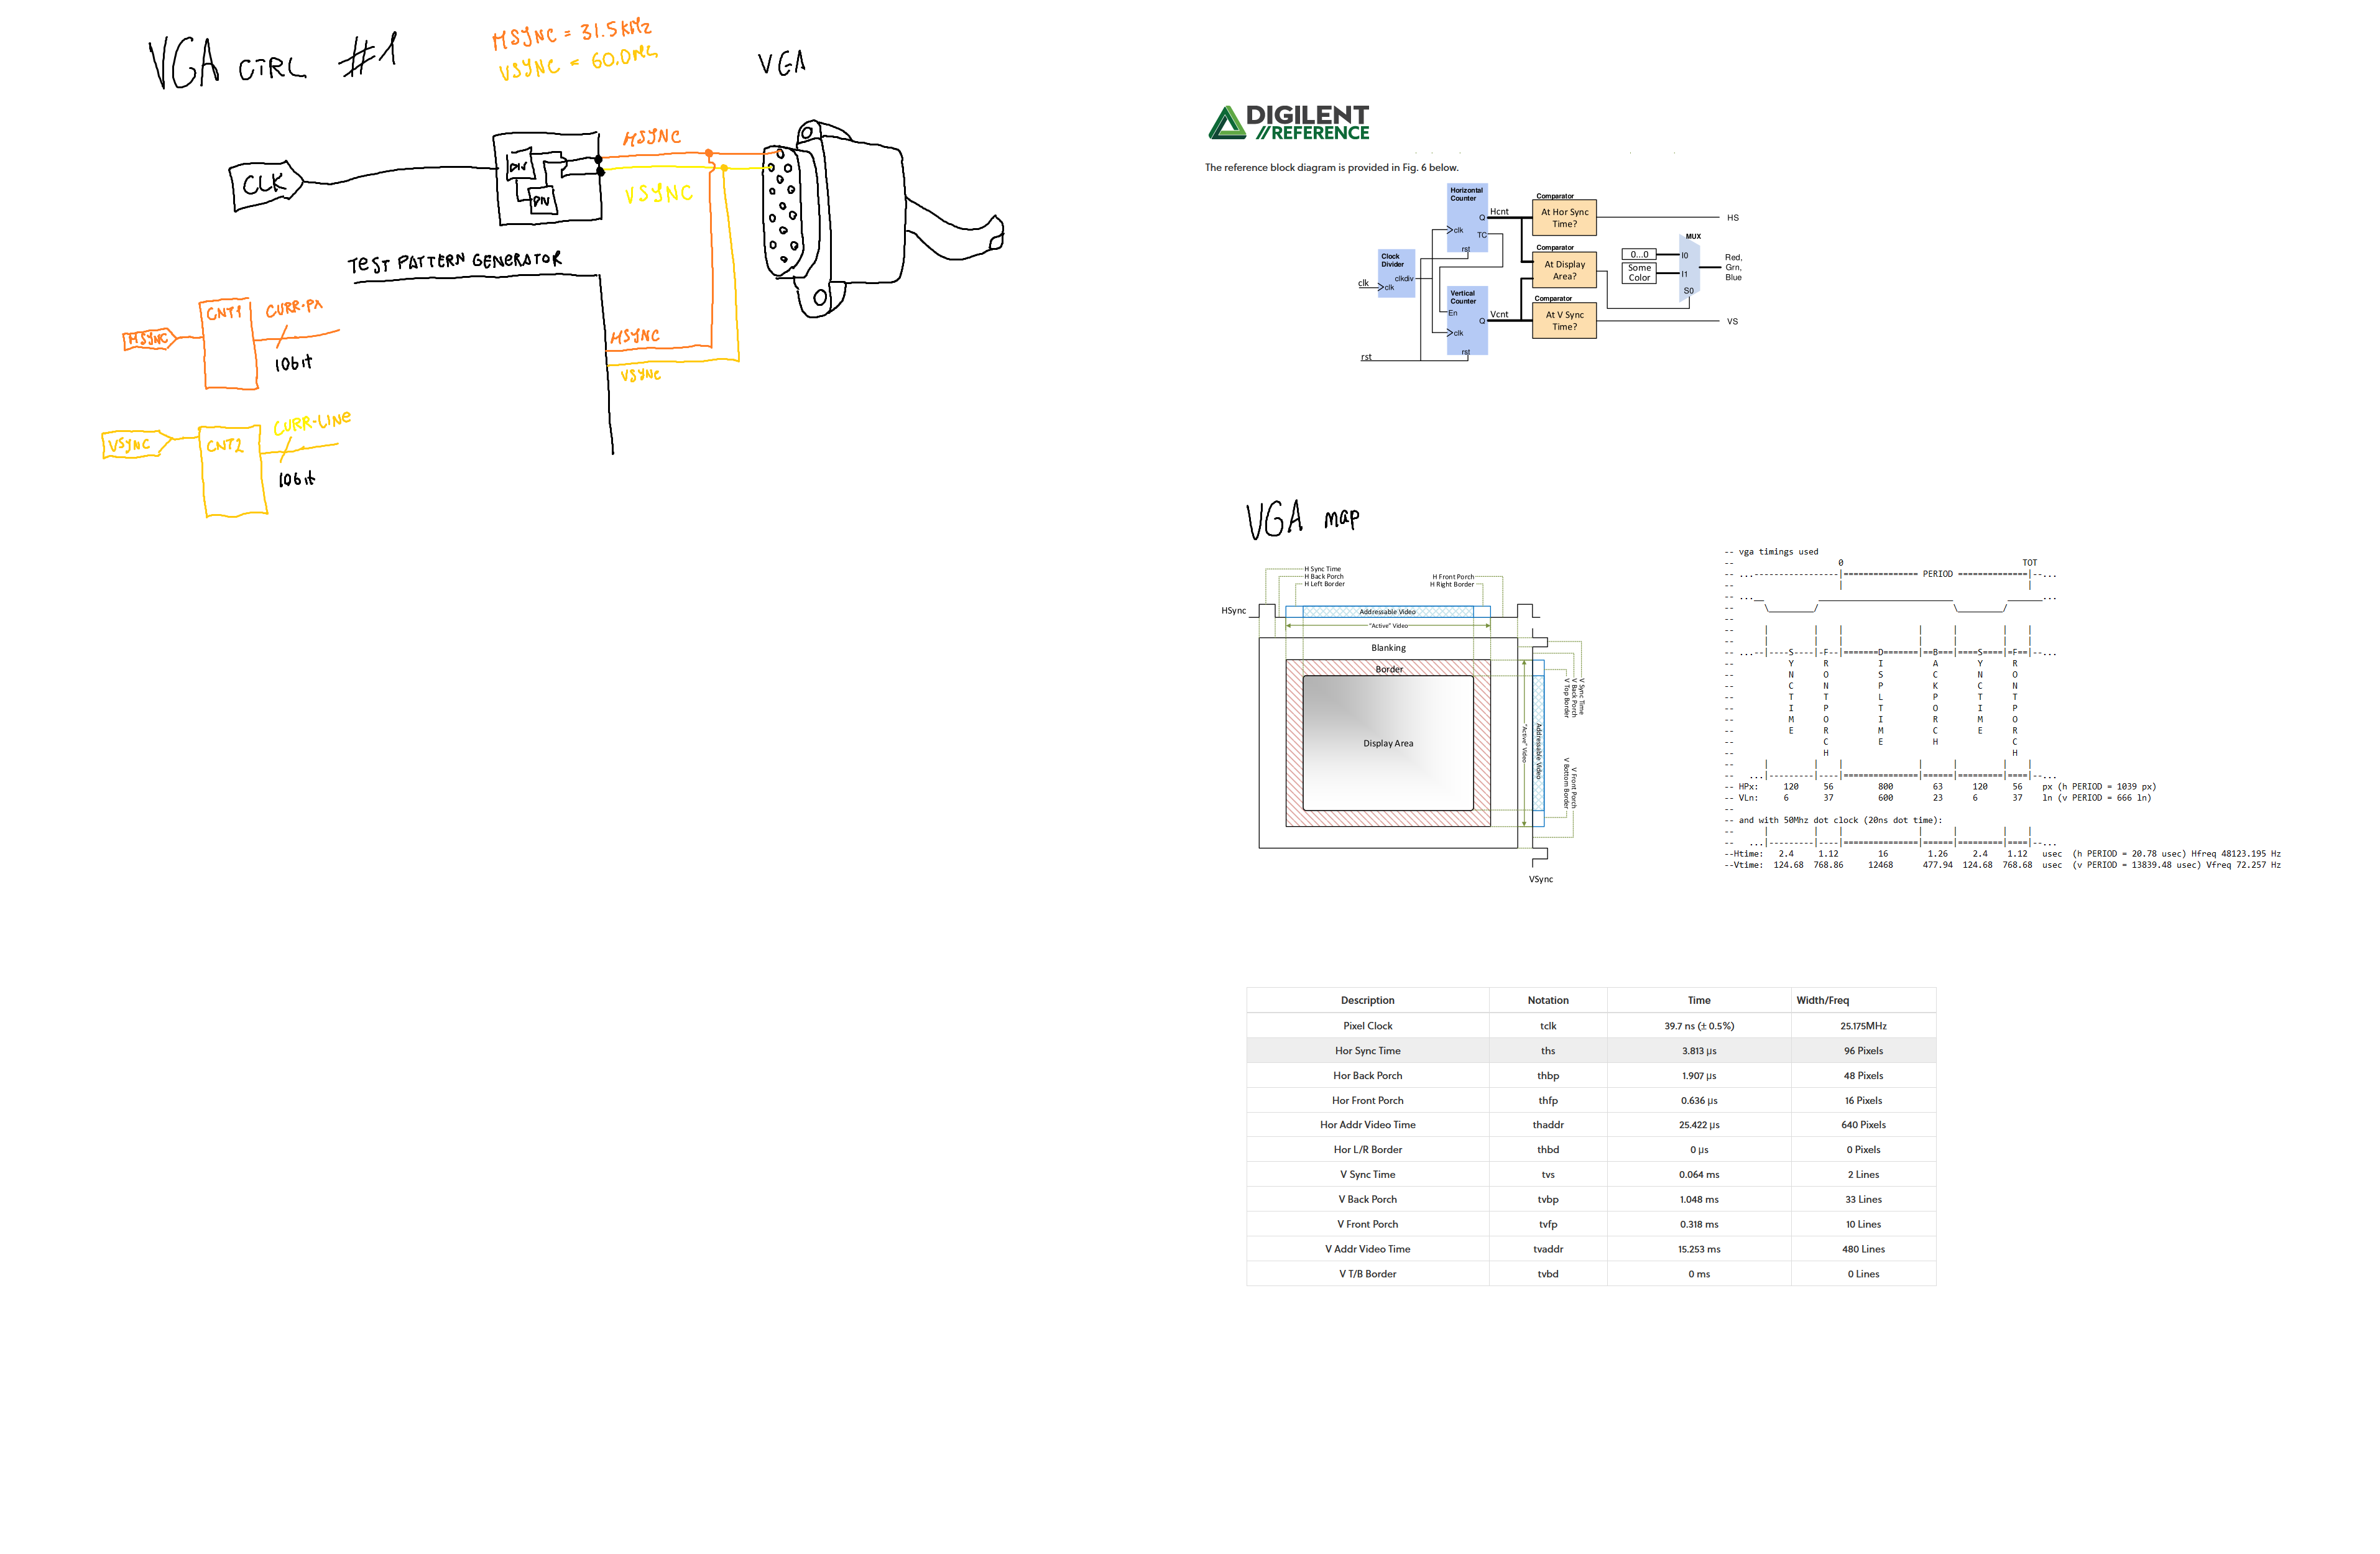 VGA CTRL #1
HSYNC = 31.5kHz
VSYNC = 60.0Hz
VGA
CLK
DIV
DIV
HSYNC
VSYNC
TEST PATTERN GENERATOR
HSYNC
VSYNC
HSYNC
CNT1
CURR-PX
10bit
VSYNC
CNT2
CURR-LINE
10bit
DIGILENT
//REFERENCE
The reference block diagram is provided in Fig. 6 below.
Horizontal
Counter
Q
Hcnt
clk
TC
rst
Comparator
At Hor Sync
Time?
HS
Clock
Divider
clkdiv
clk
clk
Comparator
At Display
Area?
MUX
0...0
I0
Some
Color
I1
S0
Red,
Grn,
Blue
Vertical
Counter
En
Q
Vcnt
clk
rst
Comparator
At V Sync
Time?
VS
rst
VGA map
H Sync Time
H Back Porch
H Left Border
H Front Porch
H Right Border
HSync
Addressable Video
"Active" Video
Blanking
Border
Display Area
"Active" Video
Addressable Video
V Sync Time
V Back Porch
V Top Border
V Front Porch
V Bottom Border
VSync
-- vga timings used
-- 0 TOT
-- ...-----------------|=============== PERIOD ==============|--...
-- | |
-- ...__ ___________________________ _______...
-- \_________/ \_________/
--
-- | | | | | | |
-- | | | | | | |
-- ...--|----S----|-F--|=======D=======|==B===|====S====|=F==|--...
-- Y R I A Y R
-- N O S C N O
-- C N P K C N
-- T T L P T T
-- I P T O I P
-- M O I R M O
-- E R M C E R
-- C E H C
-- H H
-- | | | | | | |
-- ...|---------|----|===============|======|=========|====|--...
-- HPx: 120 56 800 63 120 56 px (h PERIOD = 1039 px)
-- VLn: 6 37 600 23 6 37 ln (v PERIOD = 666 ln)
--
-- and with 50Mhz dot clock (20ns dot time):
-- | | | | | | |
-- ...|---------|----|===============|======|=========|====|--...
--Htime: 2.4 1.12 16 1.26 2.4 1.12 usec (h PERIOD = 20.78 usec) Hfreq 48123.195 Hz
--Vtime: 124.68 768.86 12468 477.94 124.68 768.68 usec (v PERIOD = 13839.48 usec) Vfreq 72.257 Hz
Description Notation Time Width/Freq
Pixel Clock tclk 39.7 ns (± 0.5%) 25.175MHz
Hor Sync Time ths 3.813 μs 96 Pixels
Hor Back Porch thbp 1.907 μs 48 Pixels
Hor Front Porch thfp 0.636 μs 16 Pixels
Hor Addr Video Time thaddr 25.422 μs 640 Pixels
Hor L/R Border thbd 0 μs 0 Pixels
V Sync Time tvs 0.064 ms 2 Lines
V Back Porch tvbp 1.048 ms 33 Lines
V Front Porch tvfp 0.318 ms 10 Lines
V Addr Video Time tvaddr 15.253 ms 480 Lines
V T/B Border tvbd 0 ms 0 Lines